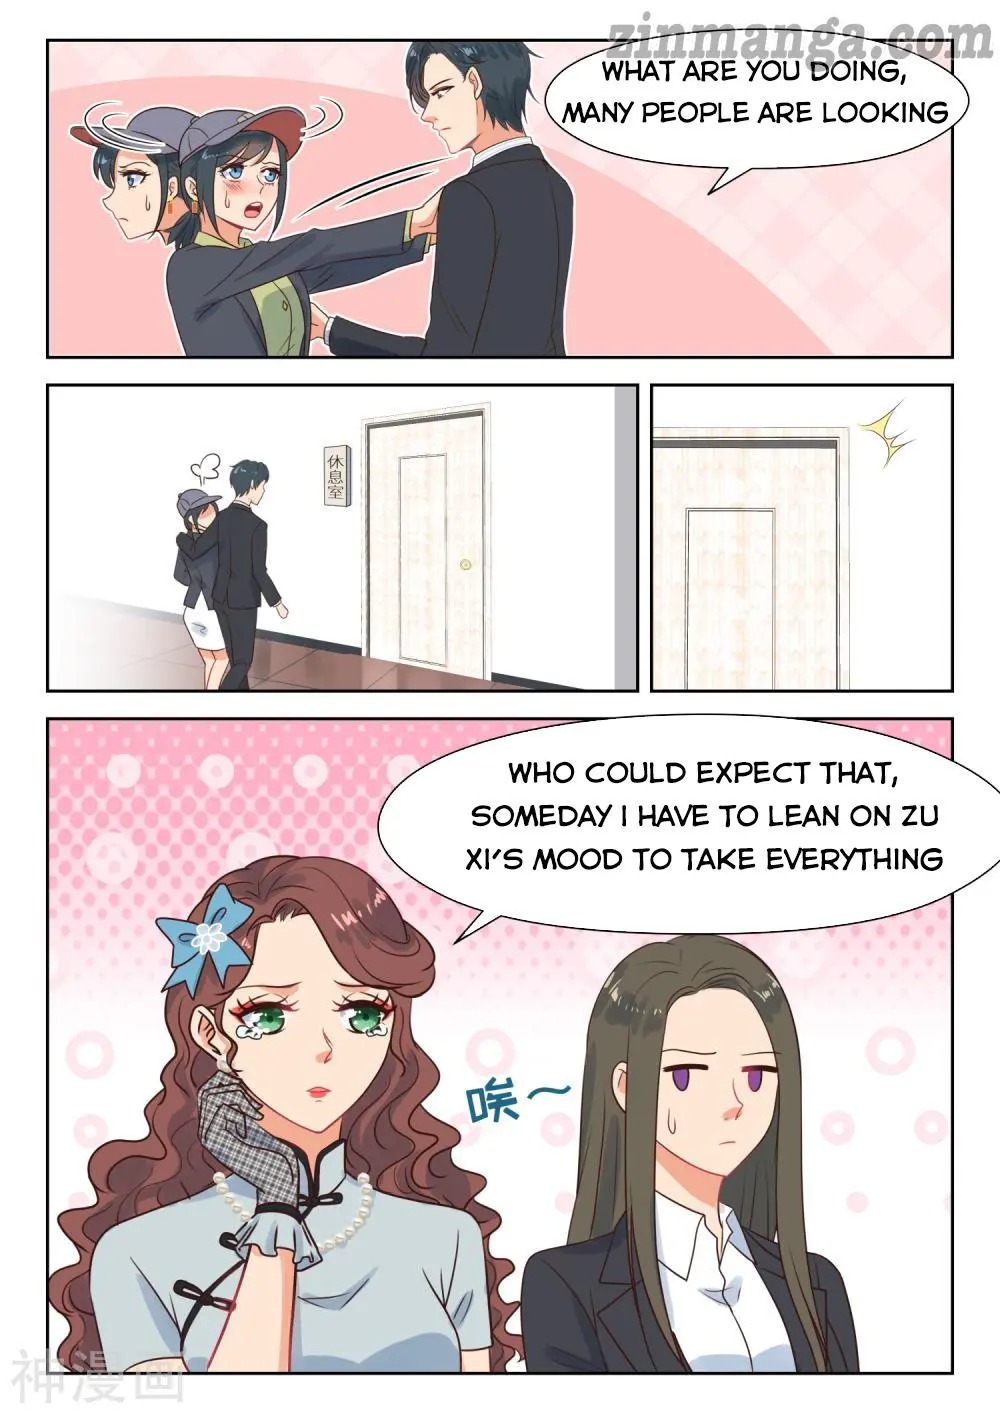 zinmanga.com
WHAT ARE YOU DOING,
MANY PEOPLE ARE LOOKING
休息室
WHO COULD EXPECT THAT,
SOMEDAY I HAVE TO LEAN ON ZU
XI'S MOOD TO TAKE EVERYTHING
唉~
神漫画